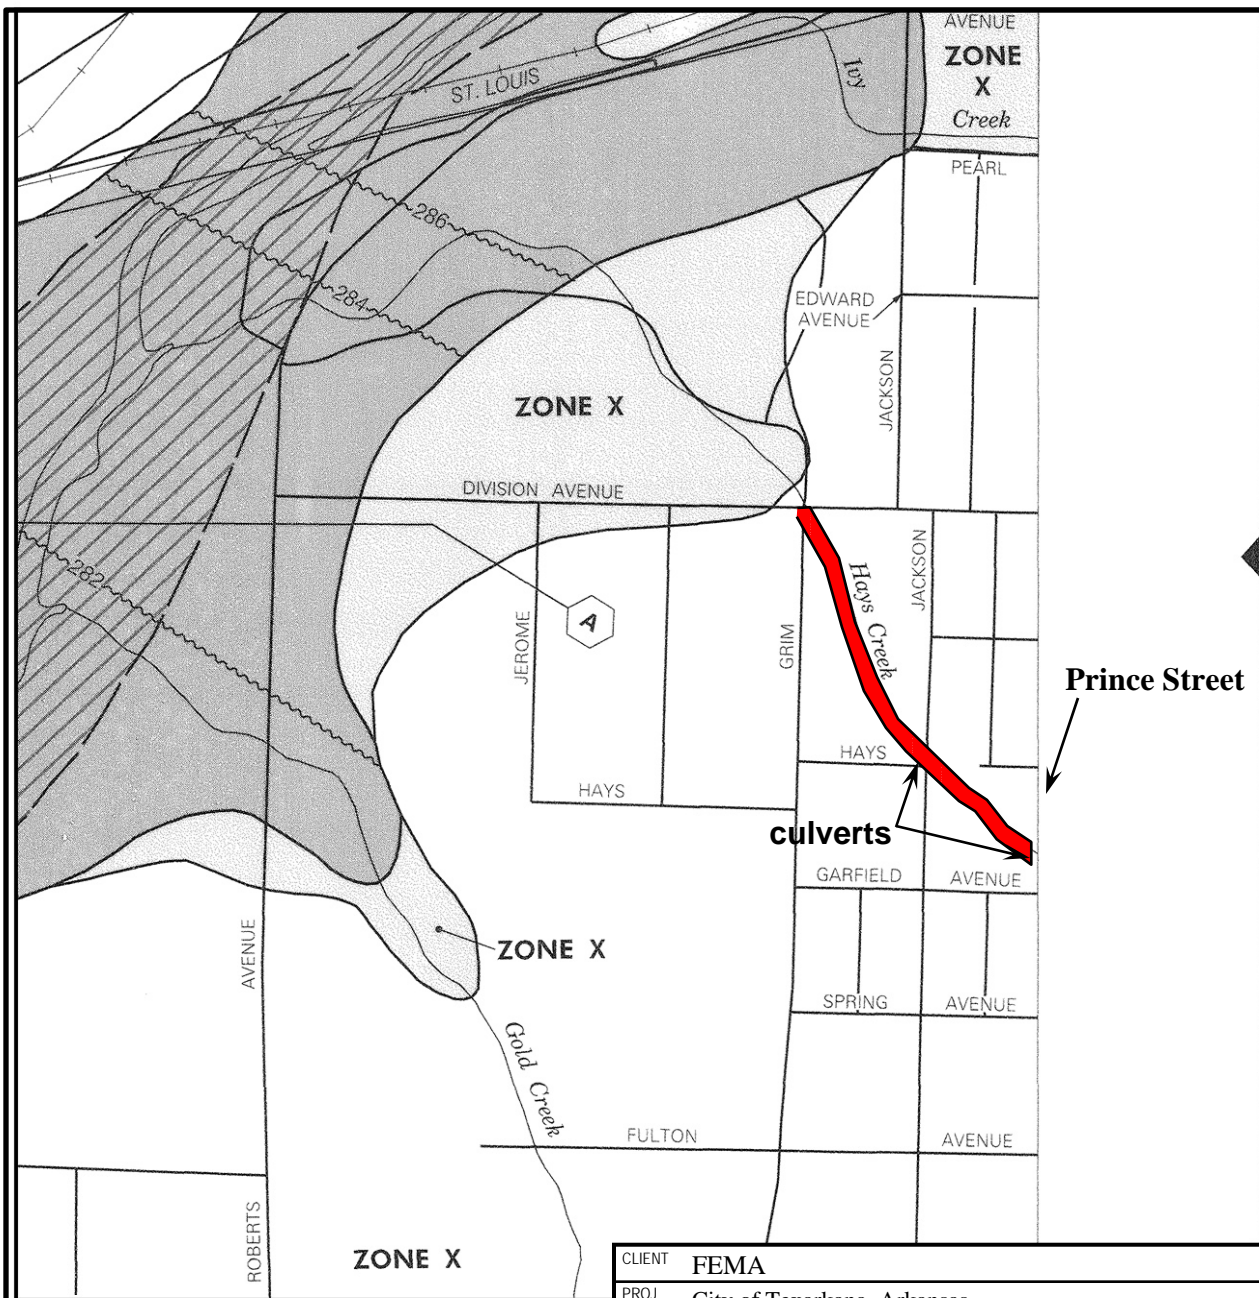 AVENUE
ZONE
X
Ivy
Creek
ST. LOUIS
PEARL
286
284
EDWARD
AVENUE
JACKSON
ZONE X
DIVISION AVENUE
282
A
JEROME
GRIM
Hays Creek
JACKSON
Prince Street
HAYS
HAYS
culverts
GARFIELD AVENUE
AVENUE
ZONE X
SPRING AVENUE
Gold Creek
FULTON AVENUE
ROBERTS
ZONE X
CLIENT FEMA
PROJ